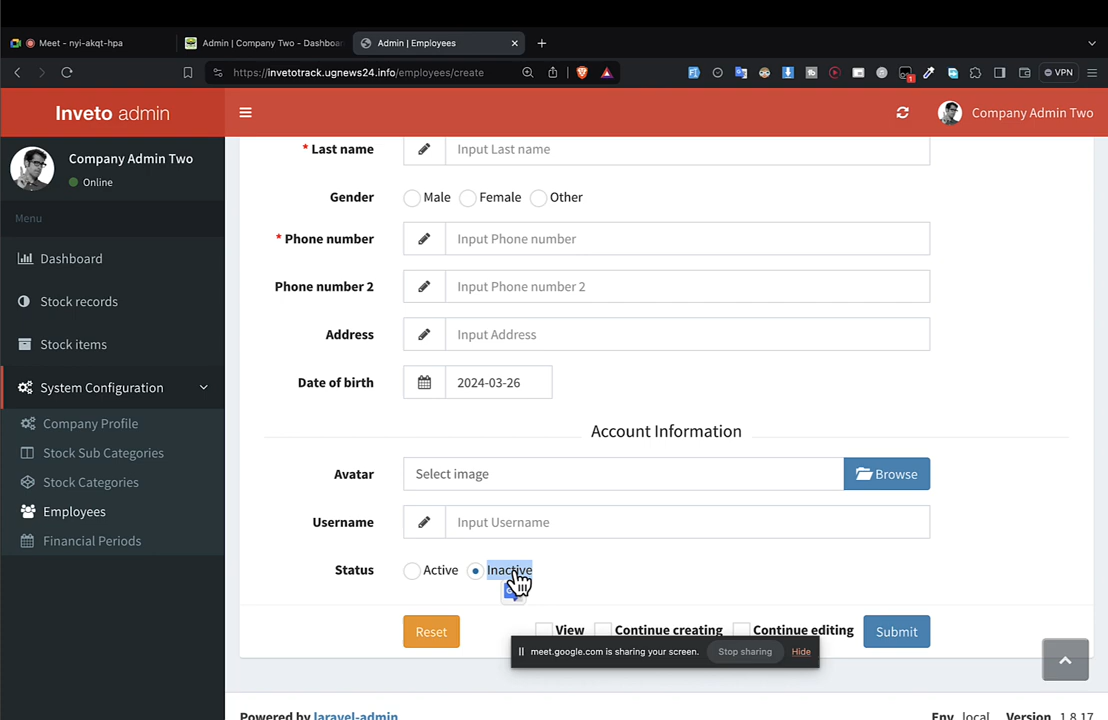 Meet - nyi-akqt-hpa
Admin | Company Two - Dashboa
Admin | Employees
https://invetotrack.ugnews24.info/employees/create
1
VPN
Inveto admin
Company Admin Two
Company Admin Two
Online
Menu
Dashboard
Stock records
Stock items
System Configuration
Company Profile
Stock Sub Categories
Stock Categories
Employees
Financial Periods
* Last name
Input Last name
Gender
Male
Female
Other
* Phone number
Input Phone number
Phone number 2
Input Phone number 2
Address
Input Address
Date of birth
2024-03-26
Account Information
Avatar
Select image
Browse
Username
Input Username
Status
Active
Inactive
Reset
View
Continue creating
Continue editing
Submit
meet.google.com is sharing your screen.
Stop sharing
Hide
Powered by laravel-admin
Env local
Version 1.8.17